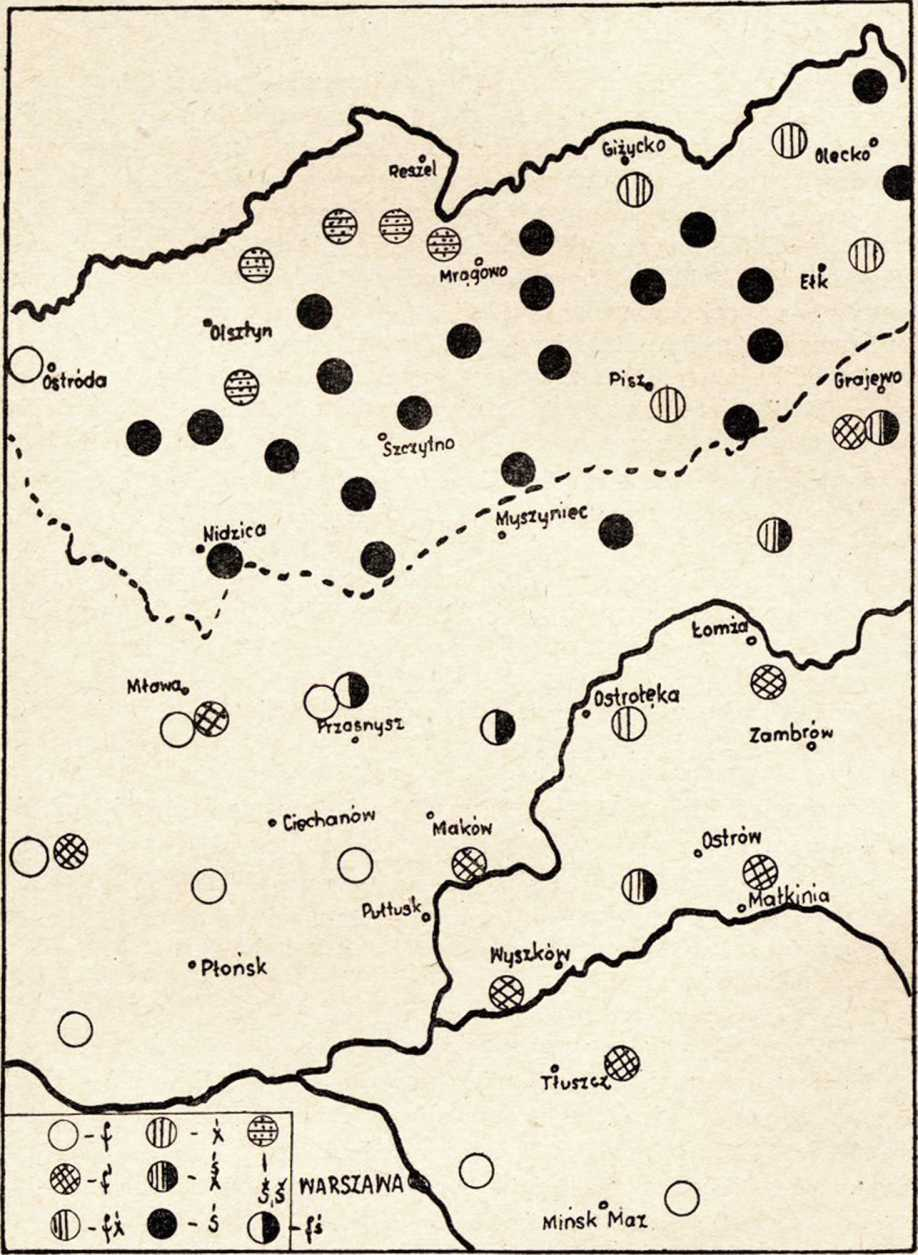 Reszel
Giżycko
Olecko
Mrągowo
Ełk
Olsztyn
Ostróda
Pisz
Grajewo
Szczytno
Nidzica
Myszyniec
Łomża
Mława
Ostrołęka
Przasnysz
Zambrów
Ciechanów
Maków
Ostrów
Pułtusk
Małkinia
Wyszków
Płońsk
Tłuszcz
WARSZAWA
Mińsk Maz
- f
- f́
- ś
- fś